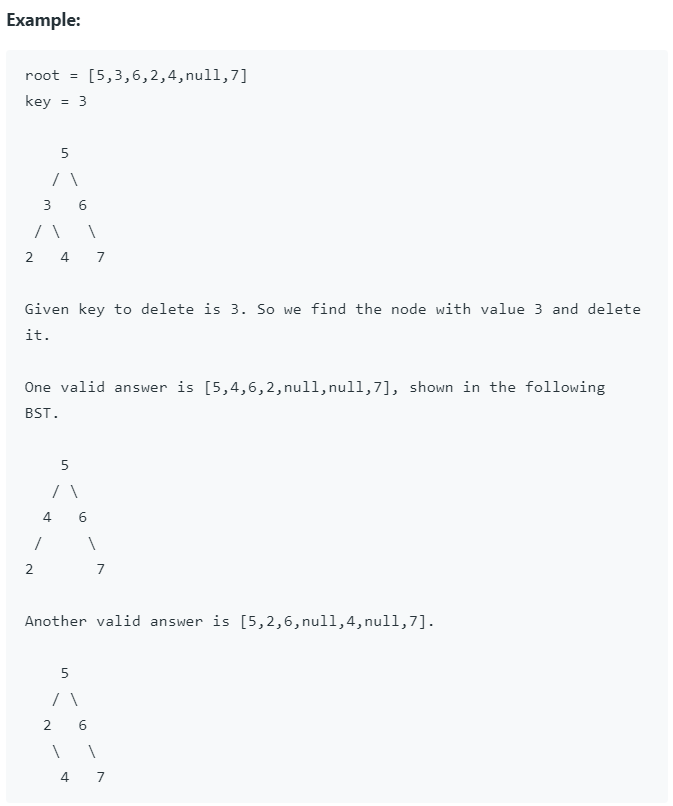 Example:
root = [5,3,6,2,4,null,7]
key = 3
5
/ \
3 6
/ \ \
2 4 7
Given key to delete is 3. So we find the node with value 3 and delete
it.
One valid answer is [5,4,6,2,null,null,7], shown in the following
BST.
5
/ \
4 6
/ \
2 7
Another valid answer is [5,2,6,null,4,null,7].
5
/ \
2 6
\ \
4 7